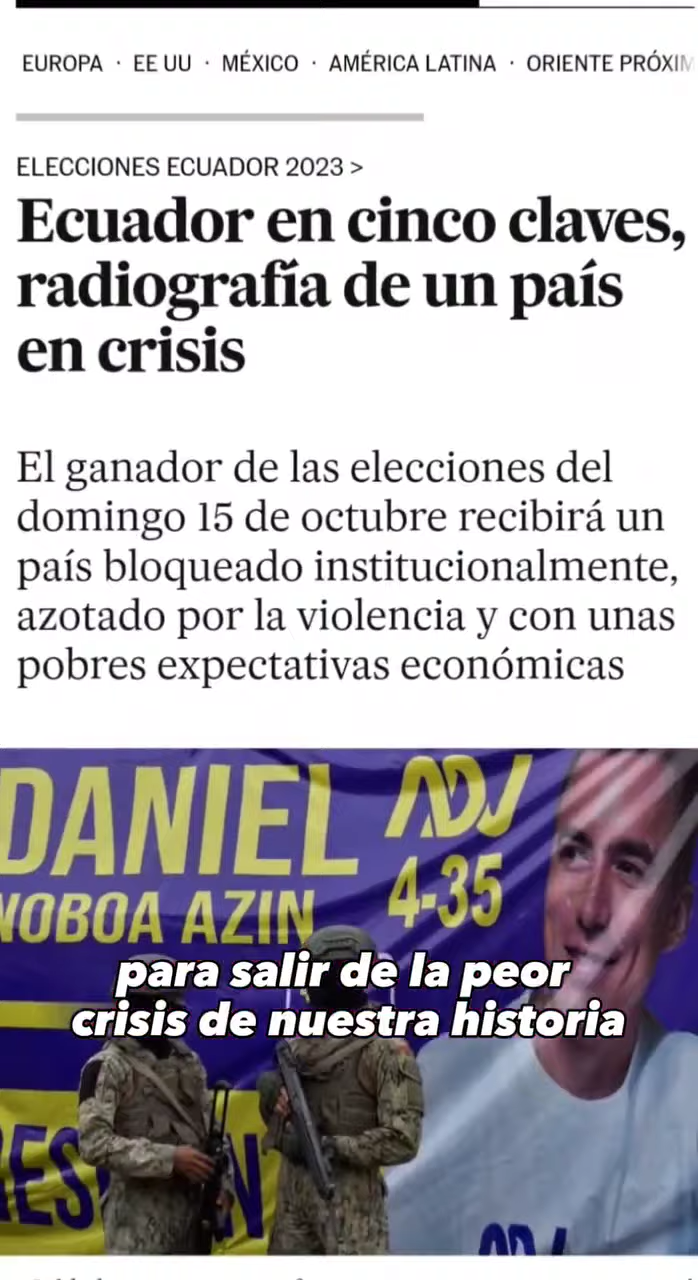 EUROPA · EE UU · MÉXICO · AMÉRICA LATINA · ORIENTE
ELECCIONES ECUADOR 2023 >
Ecuador en cinco claves,
radiografía de un país
en crisis
El ganador de las elecciones del
domingo 15 de octubre recibirá un
país bloqueado institucionalmente,
azotado por la violencia y con unas
pobres expectativas económicas
DANIEL ADN
NOBOA AZIN 4-35
para salir de la peor
crisis de nuestra historia
ADN